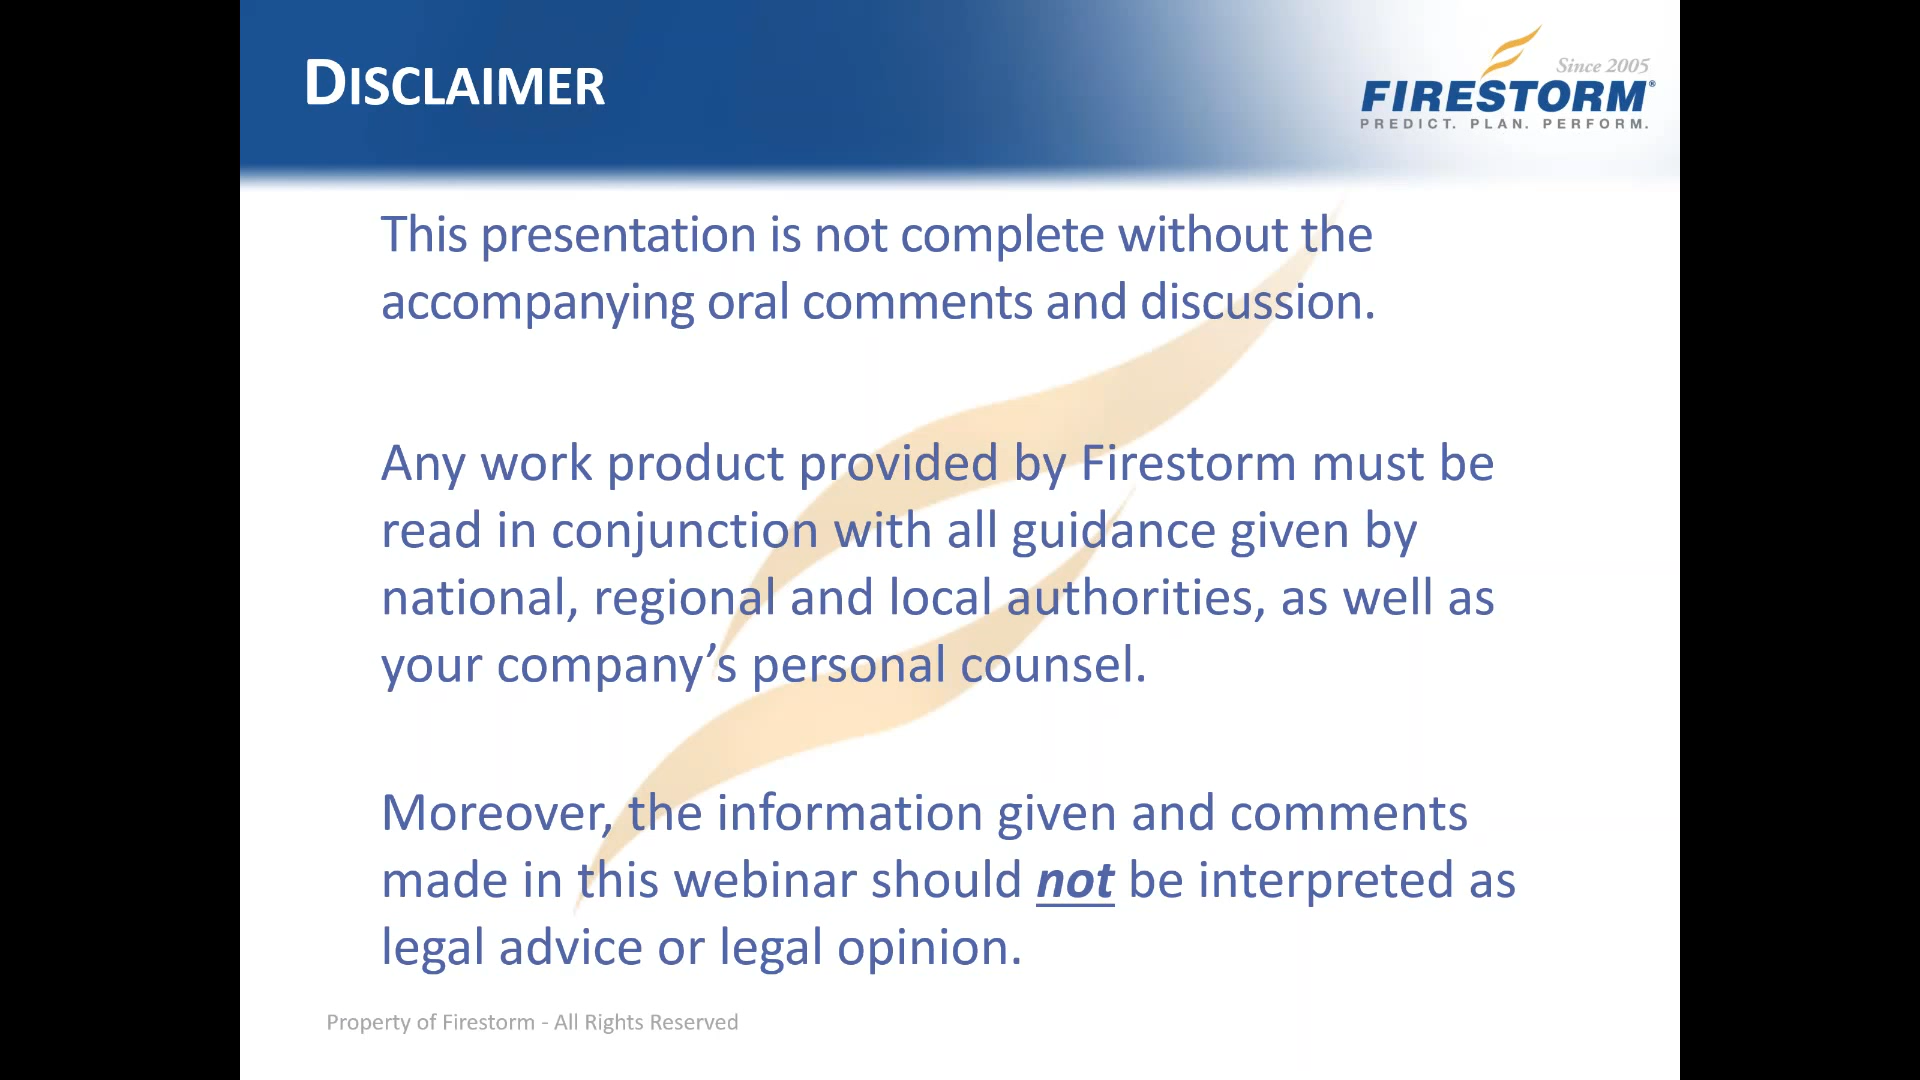 DISCLAIMER
Since 2005
FIRESTORM®
PREDICT. PLAN. PERFORM.
This presentation is not complete without the
accompanying oral comments and discussion.
Any work product provided by Firestorm must be
read in conjunction with all guidance given by
national, regional and local authorities, as well as
your company’s personal counsel.
Moreover, the information given and comments
made in this webinar should not be interpreted as
legal advice or legal opinion.
Property of Firestorm - All Rights Reserved